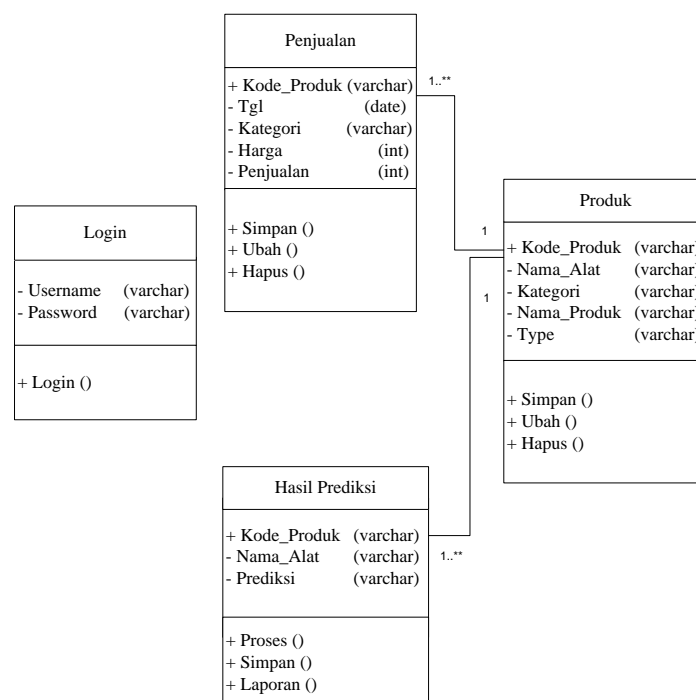 Penjualan
+ Kode_Produk (varchar)
- Tgl (date)
- Kategori (varchar)
- Harga (int)
- Penjualan (int)
+ Simpan ()
+ Ubah ()
+ Hapus ()
1..**
1
Login
- Username (varchar)
- Password (varchar)
+ Login ()
Produk
+ Kode_Produk (varchar)
- Nama_Alat (varchar)
- Kategori (varchar)
- Nama_Produk (varchar)
- Type (varchar)
+ Simpan ()
+ Ubah ()
+ Hapus ()
1
1..**
Hasil Prediksi
+ Kode_Produk (varchar)
- Nama_Alat (varchar)
- Prediksi (varchar)
+ Proses ()
+ Simpan ()
+ Laporan ()